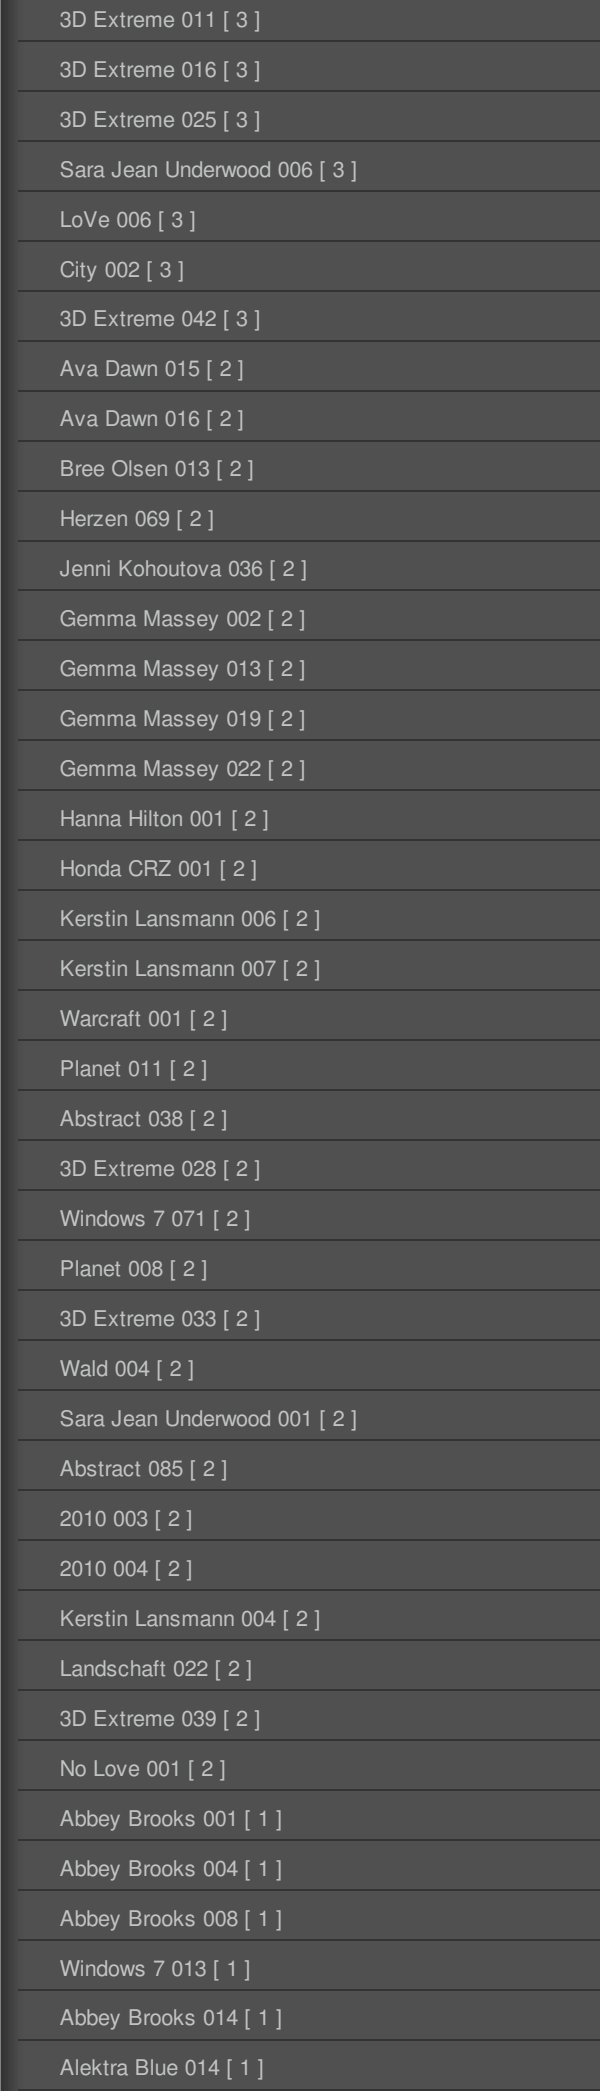 3D Extreme 011 [ 3 ]
3D Extreme 016 [ 3 ]
3D Extreme 025 [ 3 ]
Sara Jean Underwood 006 [ 3 ]
LoVe 006 [ 3 ]
City 002 [ 3 ]
3D Extreme 042 [ 3 ]
Ava Dawn 015 [ 2 ]
Ava Dawn 016 [ 2 ]
Bree Olsen 013 [ 2 ]
Herzen 069 [ 2 ]
Jenni Kohoutova 036 [ 2 ]
Gemma Massey 002 [ 2 ]
Gemma Massey 013 [ 2 ]
Gemma Massey 019 [ 2 ]
Gemma Massey 022 [ 2 ]
Hanna Hilton 001 [ 2 ]
Honda CRZ 001 [ 2 ]
Kerstin Lansmann 006 [ 2 ]
Kerstin Lansmann 007 [ 2 ]
Warcraft 001 [ 2 ]
Planet 011 [ 2 ]
Abstract 038 [ 2 ]
3D Extreme 028 [ 2 ]
Windows 7 071 [ 2 ]
Planet 008 [ 2 ]
3D Extreme 033 [ 2 ]
Wald 004 [ 2 ]
Sara Jean Underwood 001 [ 2 ]
Abstract 085 [ 2 ]
2010 003 [ 2 ]
2010 004 [ 2 ]
Kerstin Lansmann 004 [ 2 ]
Landschaft 022 [ 2 ]
3D Extreme 039 [ 2 ]
No Love 001 [ 2 ]
Abbey Brooks 001 [ 1 ]
Abbey Brooks 004 [ 1 ]
Abbey Brooks 008 [ 1 ]
Windows 7 013 [ 1 ]
Abbey Brooks 014 [ 1 ]
Alektra Blue 014 [ 1 ]